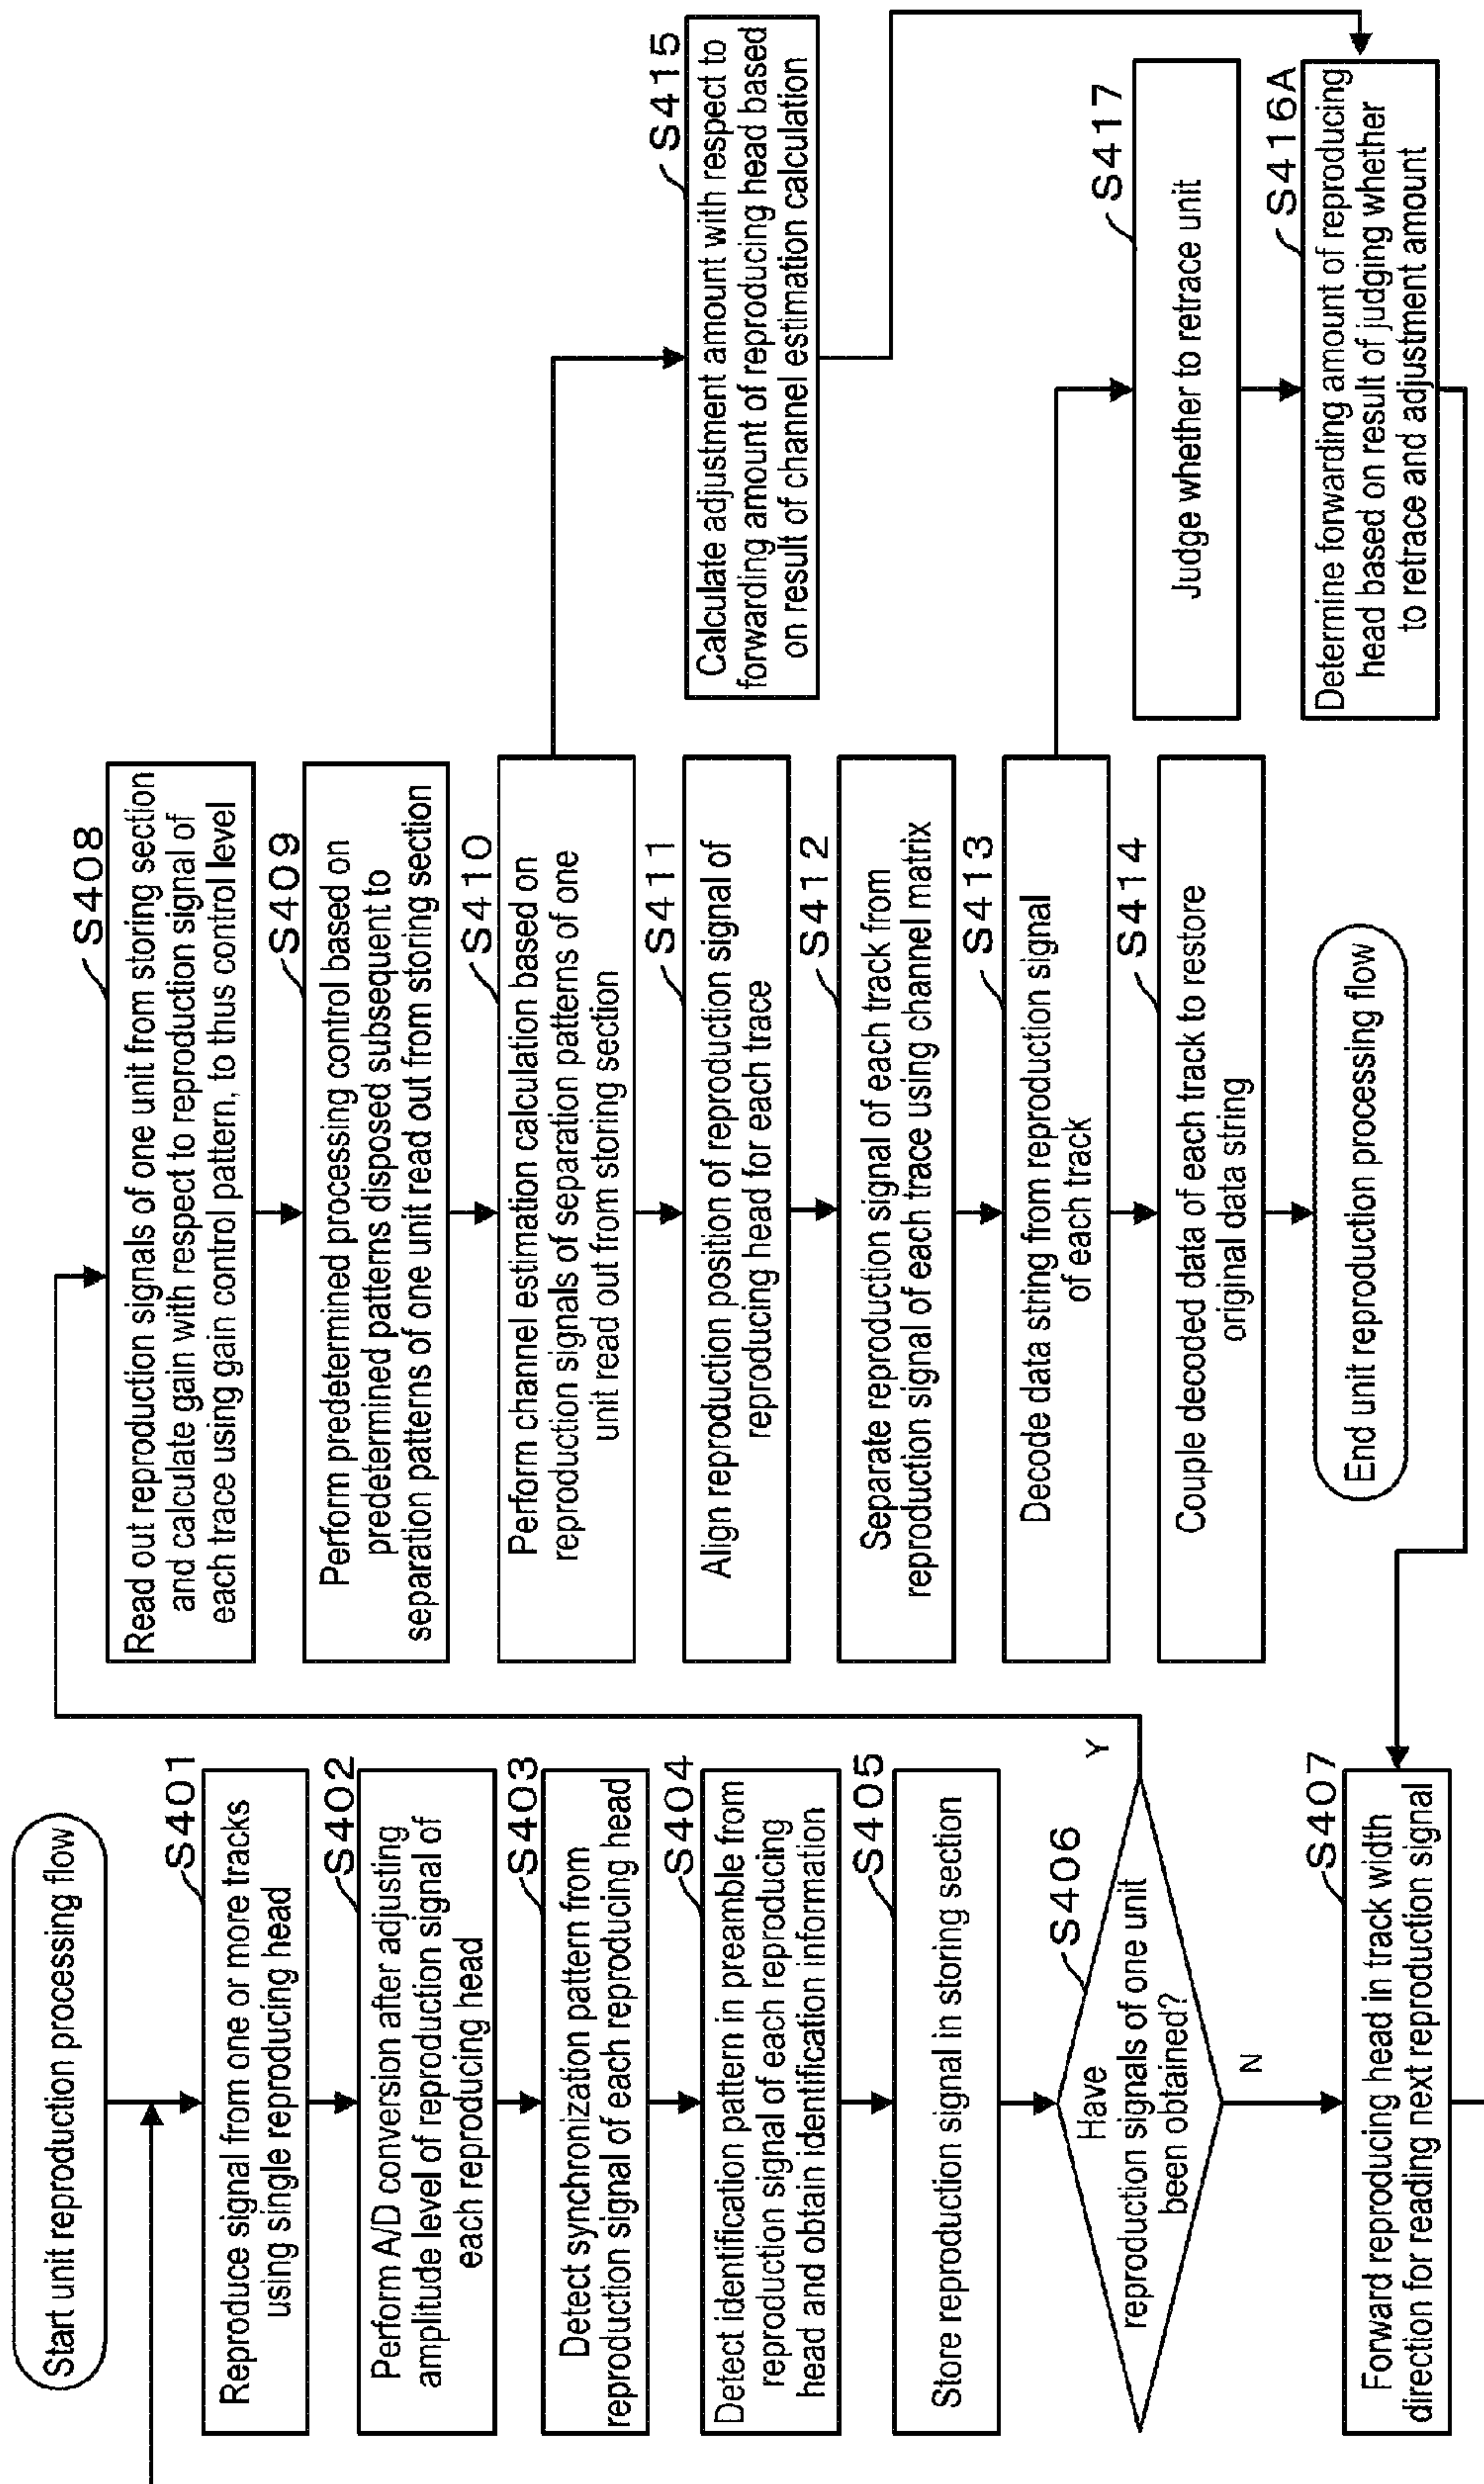 Start unit reproduction processing flow
S401
Reproduce signal from one or more tracks
using single reproducing head
S402
Perform A/D conversion after adjusting
amplitude level of reproduction signal of
each reproducing head
S403
Detect synchronization pattern from
reproduction signal of each reproducing head
S404
Detect identification pattern in preamble from
reproduction signal of each reproducing
head and obtain identification information
S405
Store reproduction signal in storing section
S406
Have
reproduction signals of one unit
been obtained?
Y
N
S407
Forward reproducing head in track width
direction for reading next reproduction signal
S408
Read out reproduction signals of one unit from storing section
and calculate gain with respect to reproduction signal of
each trace using gain control pattern, to thus control level
S409
Perform predetermined processing control based on
predetermined patterns disposed subsequent to
separation patterns of one unit read out from storing section
S410
Perform channel estimation calculation based on
reproduction signals of separation patterns of one
unit read out from storing section
S411
Align reproduction position of reproduction signal of
reproducing head for each trace
S412
Separate reproduction signal of each track from
reproduction signal of each trace using channel matrix
S413
Decode data string from reproduction signal
of each track
S414
Couple decoded data of each track to restore
original data string
End unit reproduction processing flow
S415
Calculate adjustment amount with respect to
forwarding amount of reproducing head based
on result of channel estimation calculation
S417
Judge whether to retrace unit
S416A
Determine forwarding amount of reproducing
head based on result of judging whether
to retrace and adjustment amount